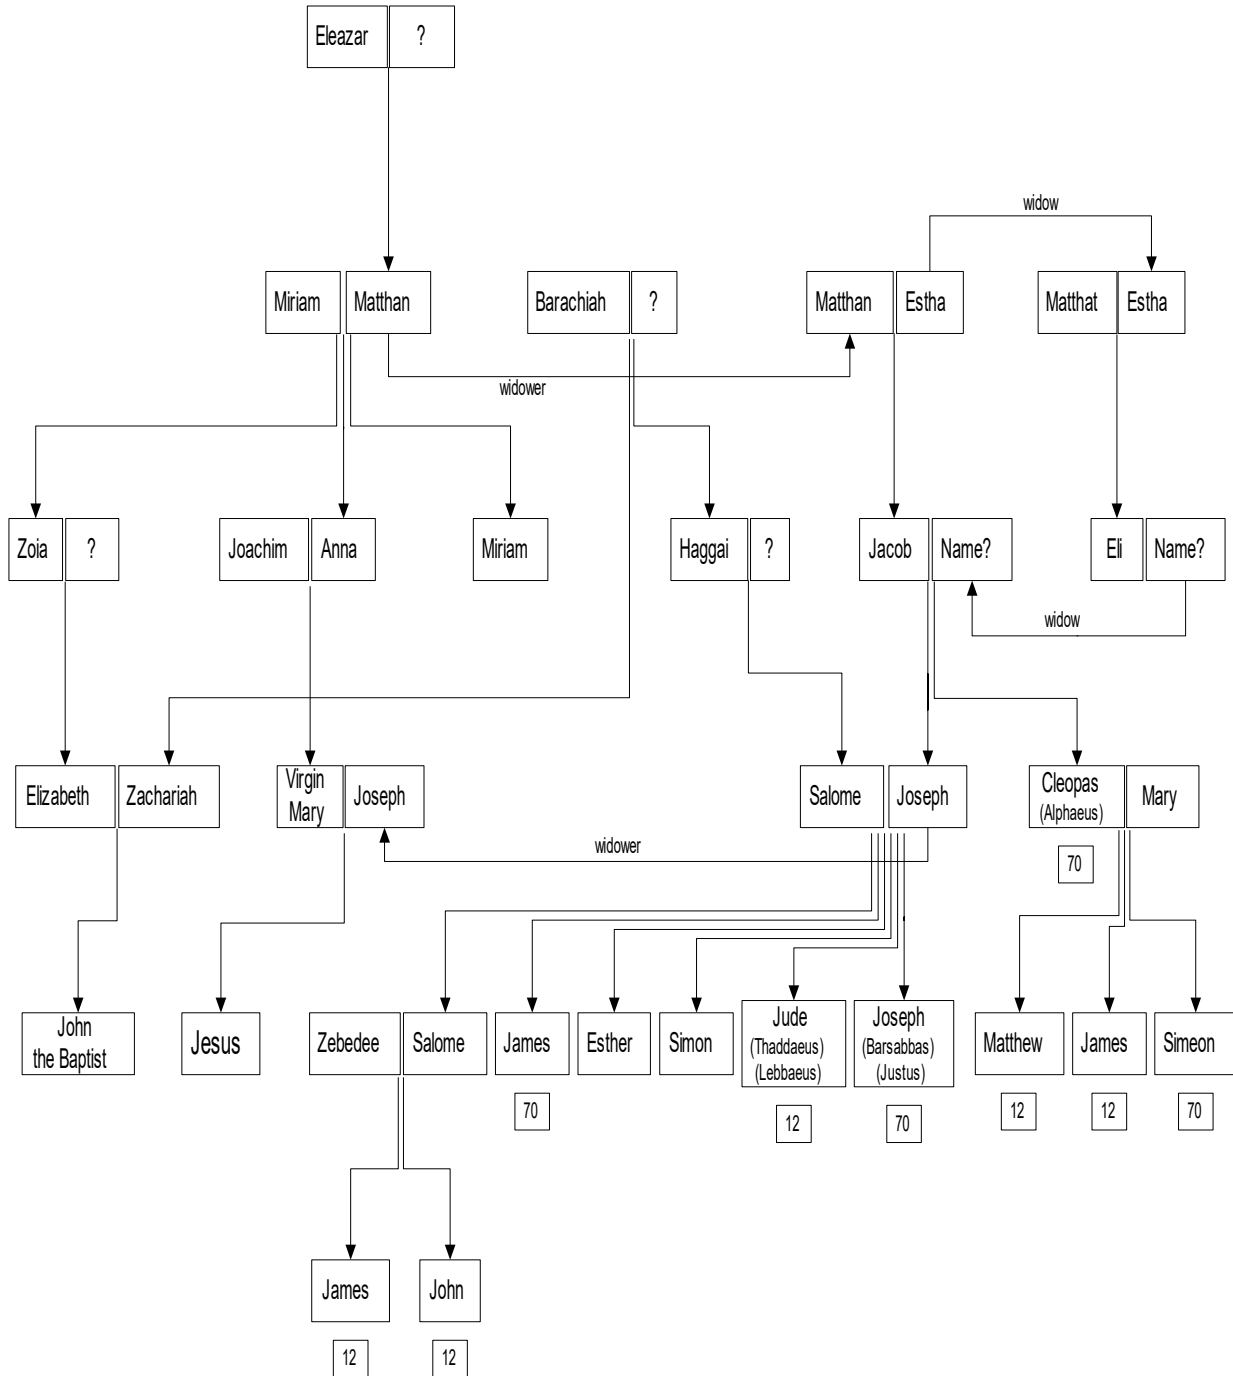 Eleazar ?
widow
Miriam Matthan Barachiah ? Matthan Estha Matthat Estha
widower
Zoia ? Joachim Anna Miriam Haggai ? Jacob Name? Eli Name?
widow
Elizabeth Zachariah Virgin Mary Joseph Salome Joseph Cleopas (Alphaeus) Mary
widower
70
John the Baptist Jesus Zebedee Salome James Esther Simon Jude (Thaddaeus) (Lebbaeus) Joseph (Barsabbas) (Justus) Matthew James Simeon
70 12 70 12 12 70
James John
12 12